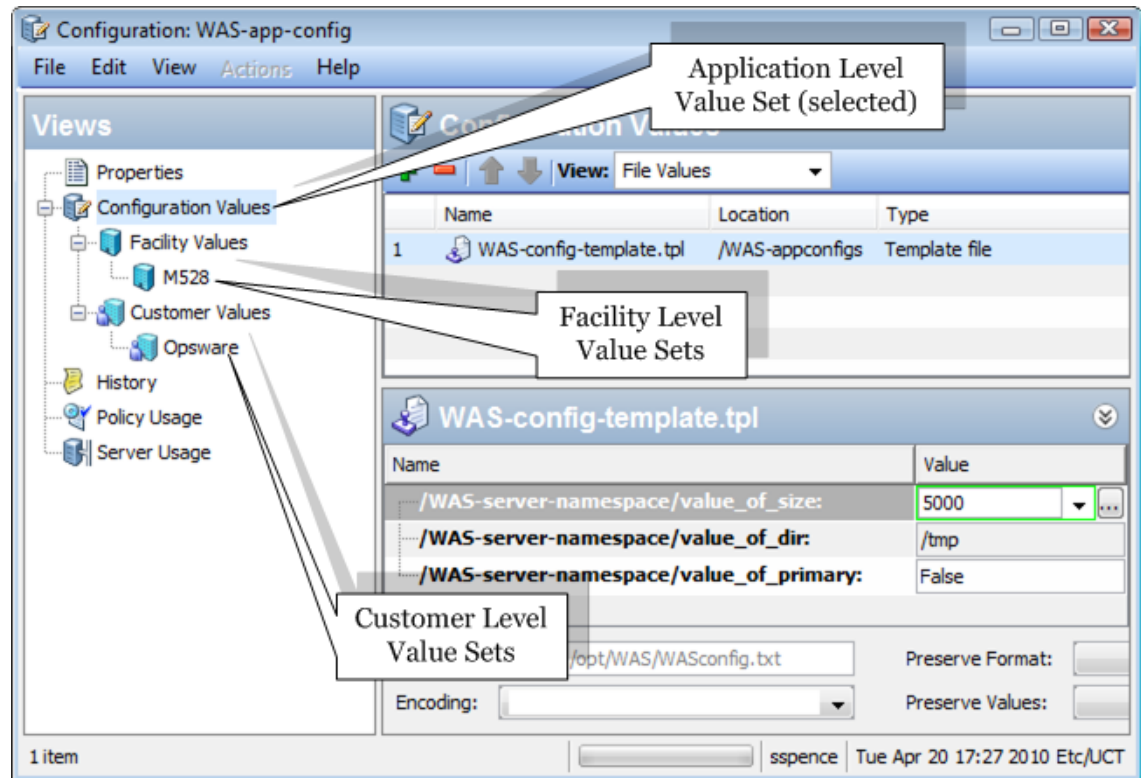 Configuration: WAS-app-config
File Edit View Actions Help
Application Level
Value Set (selected)
Views
Properties
Configuration Values
Facility Values
M528
Customer Values
Opsware
History
Policy Usage
Server Usage
Configuration Values
View: File Values
Name Location Type
1 WAS-config-template.tpl /WAS-appconfigs Template file
Facility Level
Value Sets
WAS-config-template.tpl
Name Value
/WAS-server-namespace/value_of_size: 5000 ...
/WAS-server-namespace/value_of_dir: /tmp
/WAS-server-namespace/value_of_primary: False
Customer Level
Value Sets
/opt/WAS/WASconfig.txt Preserve Format:
Encoding: Preserve Values:
1 item sspence Tue Apr 20 17:27 2010 Etc/UCT